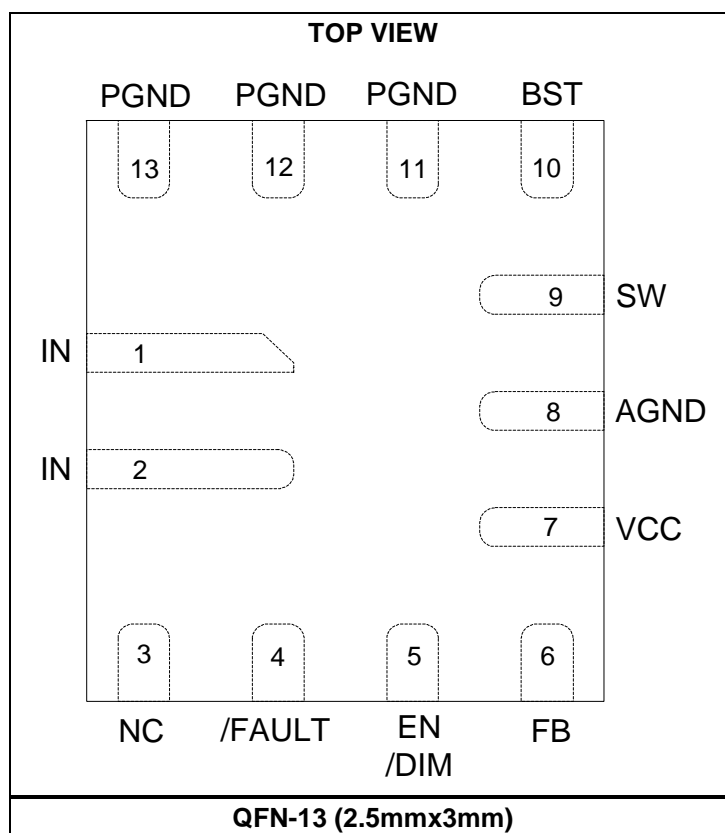 TOP VIEW
PGND PGND PGND BST
13 12 11 10
9 SW
IN 1
8 AGND
IN 2
7 VCC
3 4 5 6
NC /FAULT EN /DIM FB
QFN-13 (2.5mmx3mm)